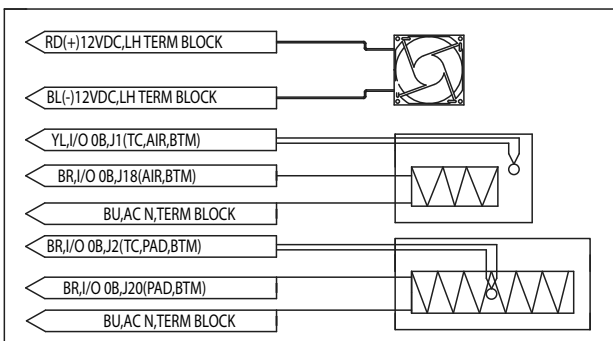 RD(+)12VDC,LH TERM BLOCK
BL(-)12VDC,LH TERM BLOCK
YL,I/O 0B,J1(TC,AIR,BTM)
BR,I/O 0B,J18(AIR,BTM)
BU,AC N,TERM BLOCK
BR,I/O 0B,J2(TC,PAD,BTM)
BR,I/O 0B,J20(PAD,BTM)
BU,AC N,TERM BLOCK